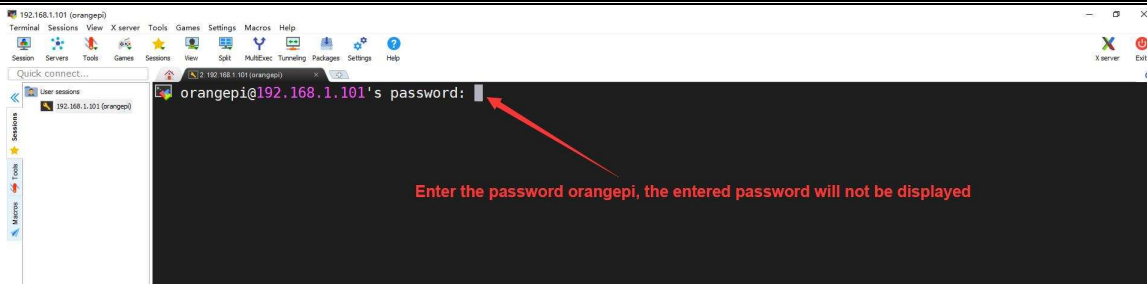 192.168.1.101 (orangepi)
Terminal Sessions View X server Tools Games Settings Macros Help
Session Servers Tools Games Sessions View Split MultiExec Tunneling Packages Settings Help X server Exit
Quick connect...
2. 192.168.1.101 (orangepi)
User sessions
192.168.1.101 (orangepi)
orangepi@192.168.1.101's password:
Sessions
Tools
Macros
Enter the password orangepi, the entered password will not be displayed